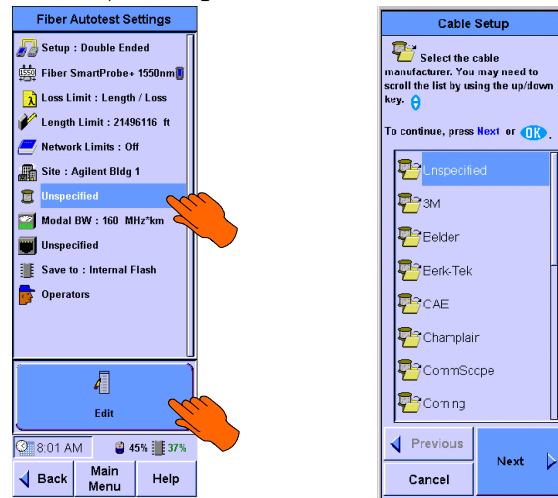 Fiber Autotest Settings
Setup : Double Ended
1550
Fiber SmartProbe+ 1550nm
λ
Loss Limit : Length / Loss
Length Limit : 21496116 ft
Network Limits : Off
Site : Agilent Bldg 1
Unspecified
Modal BW : 160 MHz*km
Unspecified
Save to : Internal Flash
Operators
Edit
8:01 AM
45%
37%
Back
Main
Menu
Help
Cable Setup
Select the cable
manufacturer. You may need to
scroll the list by using the up/down
key.
To continue, press Next or OK .
Unspecified
3M
Eelder
Eerk-Tek
CAE
Champlair
CommSccpe
Corning
Previous
Next
Cancel